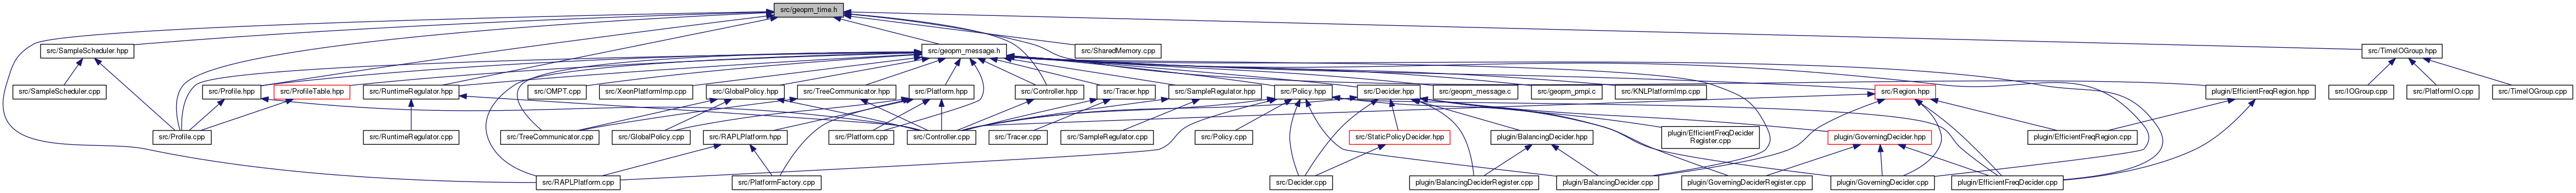 src/geopm_time.h
src/SampleScheduler.hpp
src/geopm_message.h
src/SharedMemory.cpp
src/TimeIOGroup.hpp
src/SampleScheduler.cpp
src/Profile.hpp
src/ProfileTable.hpp
src/RuntimeRegulator.hpp
src/OMPT.cpp
src/XeonPlatformImp.cpp
src/GlobalPolicy.hpp
src/TreeCommunicator.hpp
src/Platform.hpp
src/Controller.hpp
src/Tracer.hpp
src/SampleRegulator.hpp
src/Policy.hpp
src/Decider.hpp
src/geopm_message.c
src/geopm_pmpi.c
src/KNLPlatformImp.cpp
src/Region.hpp
plugin/EfficientFreqRegion.hpp
src/IOGroup.cpp
src/PlatformIO.cpp
src/TimeIOGroup.cpp
src/Profile.cpp
src/RuntimeRegulator.cpp
src/TreeCommunicator.cpp
src/GlobalPolicy.cpp
src/RAPLPlatform.hpp
src/Platform.cpp
src/Controller.cpp
src/Tracer.cpp
src/SampleRegulator.cpp
src/Policy.cpp
src/StaticPolicyDecider.hpp
plugin/BalancingDecider.hpp
plugin/EfficientFreqDecider
Register.cpp
plugin/GoverningDecider.hpp
plugin/EfficientFreqRegion.cpp
src/RAPLPlatform.cpp
src/PlatformFactory.cpp
src/Decider.cpp
plugin/BalancingDeciderRegister.cpp
plugin/BalancingDecider.cpp
plugin/GoverningDeciderRegister.cpp
plugin/GoverningDecider.cpp
plugin/EfficientFreqDecider.cpp